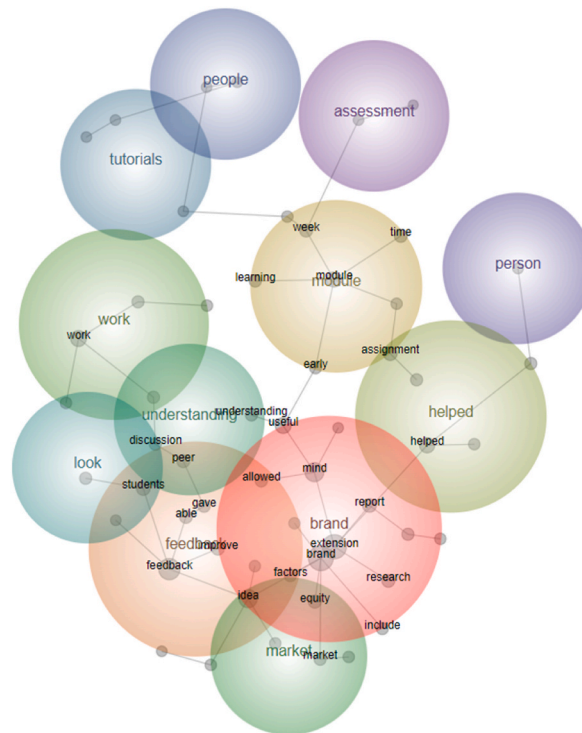 people
assessment
tutorials
week
time
person
learning
module
module
work
work
assignment
early
understanding
understanding
useful
helped
helped
discussion
look
peer
students
mind
allowed
gave
able
report
brand
feedback
improve
extension
brand
feedback
factors
research
idea
equity
include
market
market